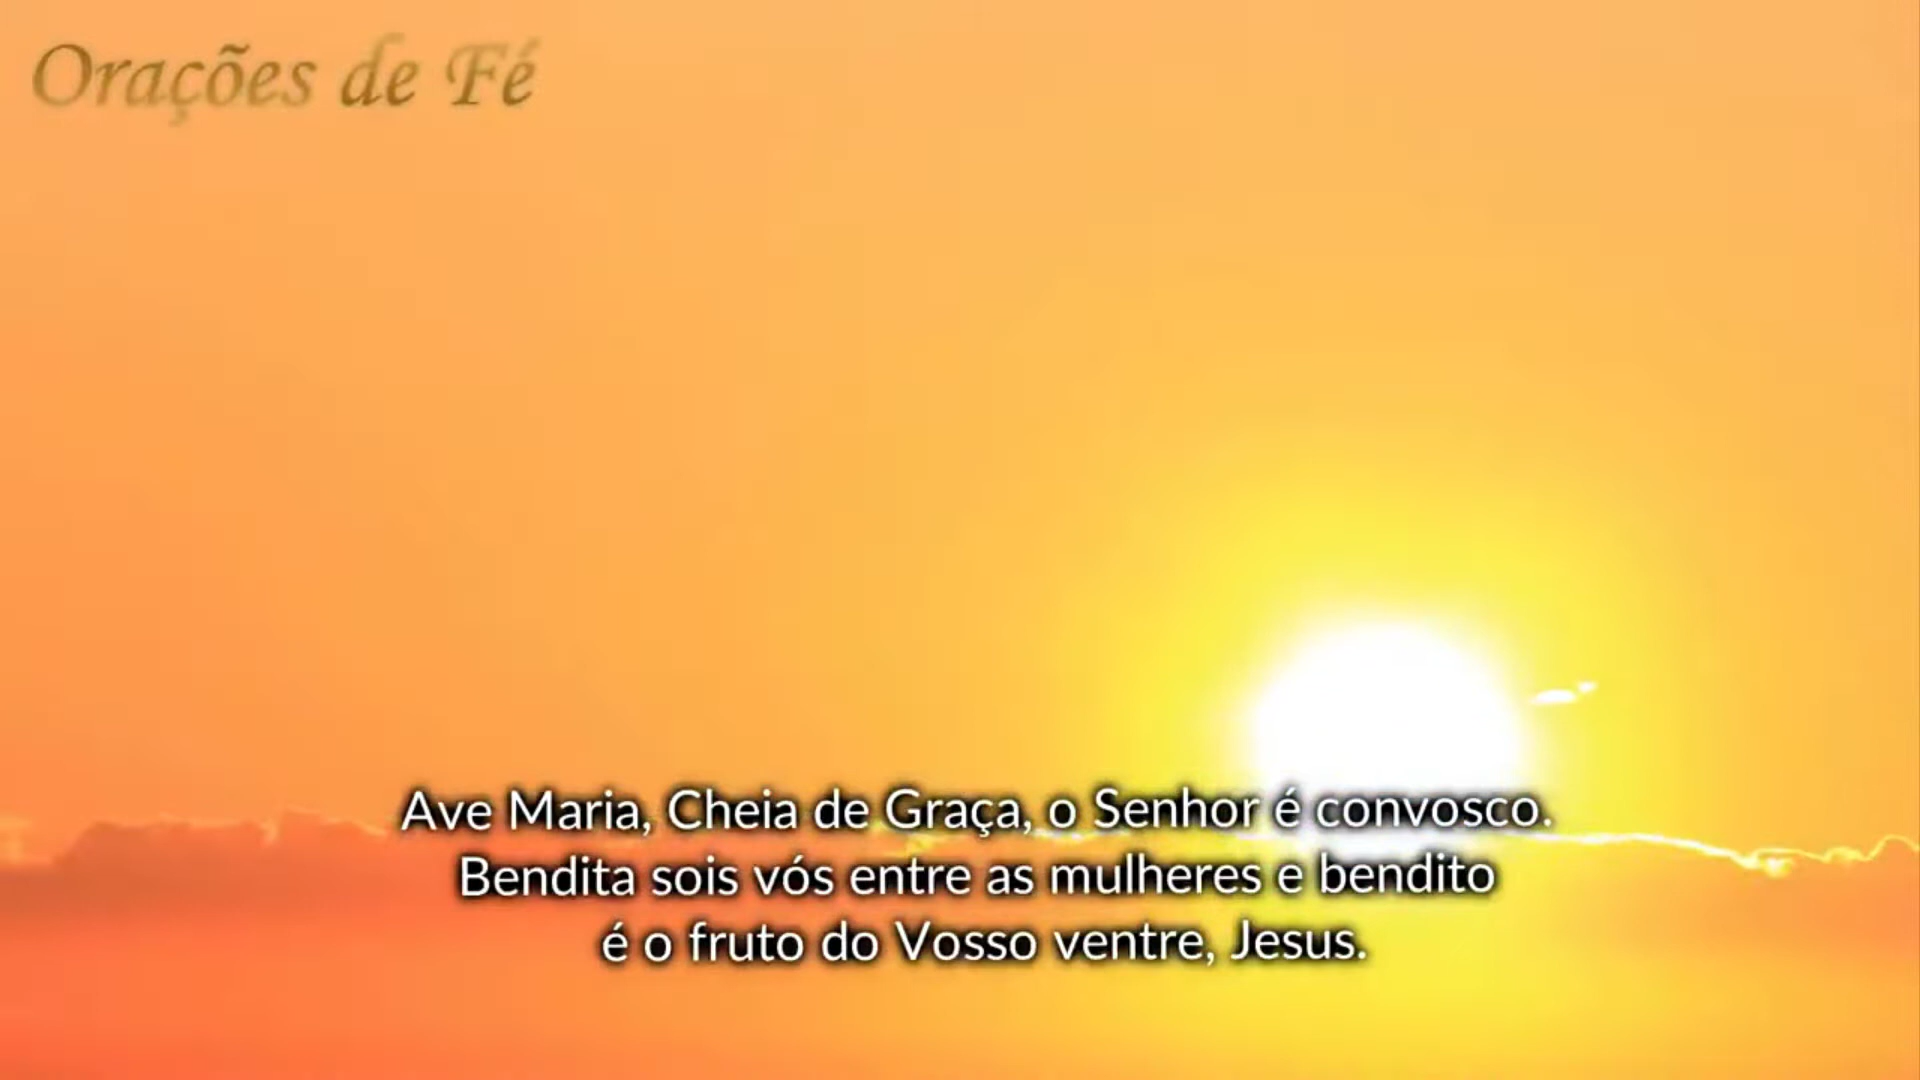 Orações de Fé
Ave Maria, Cheia de Graça, o Senhor é convosco.
Bendita sois vós entre as mulheres e bendito
é o fruto do Vosso ventre, Jesus.